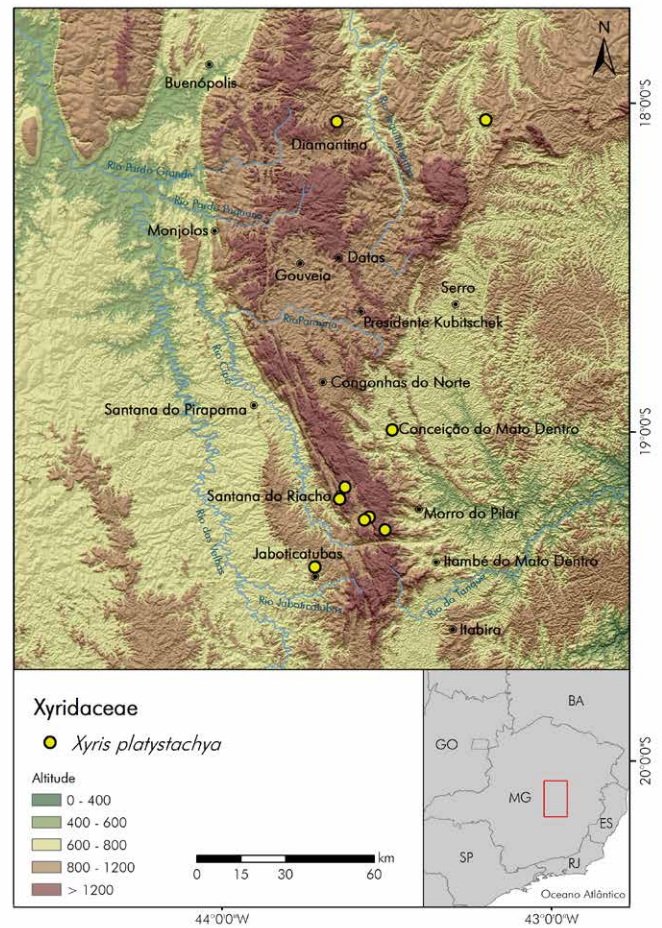 N
18°0'0"S
Buenópolis
Diamantina
Rio Pardo Grande
Rio Pardo Pequeno
Monjolos
Datas
Gouveia
Serro
Presidente Kubitschek
Rio Cipó
Congonhas do Norte
Santana do Pirapama
19°0'0"S
Conceição do Mato Dentro
Santana do Riacho
Morro do Pilar
Rio das Velhas
Jaboticatubas
Itambé do Mato Dentro
Rio Jaboticatubas
Rio do Tanque
Itabira
Xyridaceae
Xyris platystachya
Altitude
0 - 400
400 - 600
600 - 800
800 - 1200
> 1200
km
0 15 30 60
BA
GO
MG
ES
SP
RJ
Oceano Atlântico
20°0'0"S
44°0'0"W
43°0'0"W